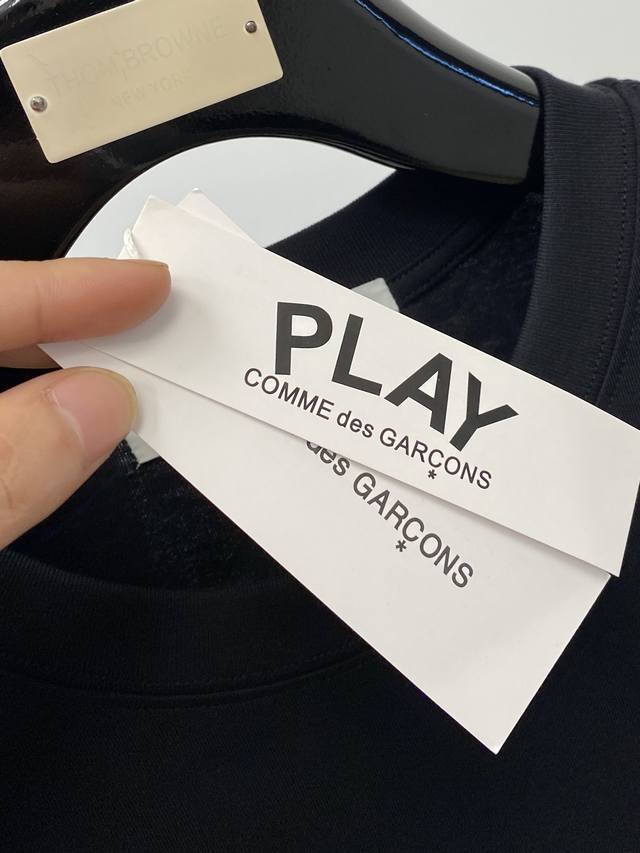 THOM BROWNE
NEW YORK
PLAY
COMME des GARÇONS
*
des GARÇONS
*